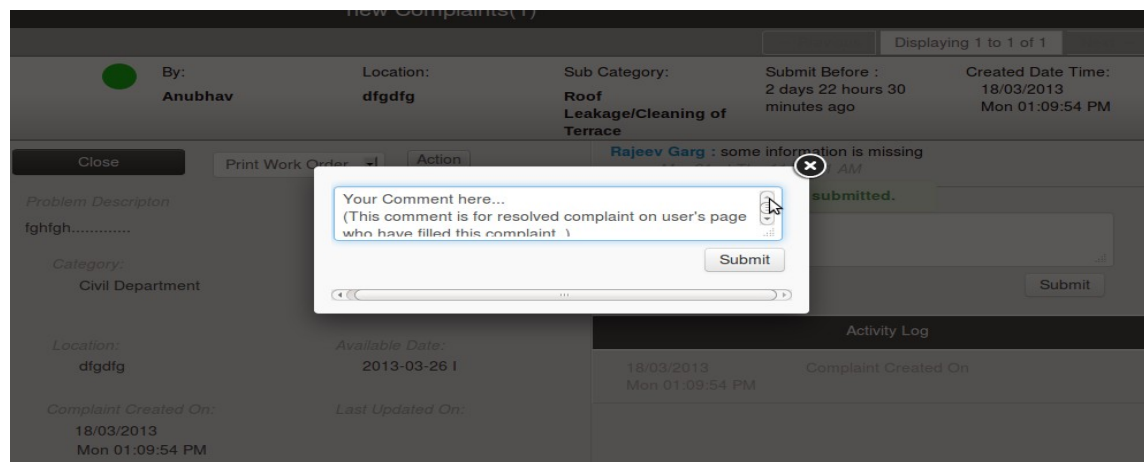 new Complaints(1)
Displaying 1 to 1 of 1
By:
Anubhav
Location:
dfgdfg
Sub Category:
Roof
Leakage/Cleaning of
Terrace
Submit Before :
2 days 22 hours 30
minutes ago
Created Date Time:
18/03/2013
Mon 01:09:54 PM
Close
Print Work Order
Action
Rajeev Garg : some information is missing
AM
submitted.
Your Comment here...
(This comment is for resolved complaint on user's page
who have filled this complaint .)
Submit
Problem Descripton
fghfgh.............
Category:
Civil Department
Submit
Location:
dfgdfg
Available Date:
2013-03-26 I
Complaint Created On:
18/03/2013
Mon 01:09:54 PM
Last Updated On:
Activity Log
18/03/2013
Mon 01:09:54 PM
Complaint Created On